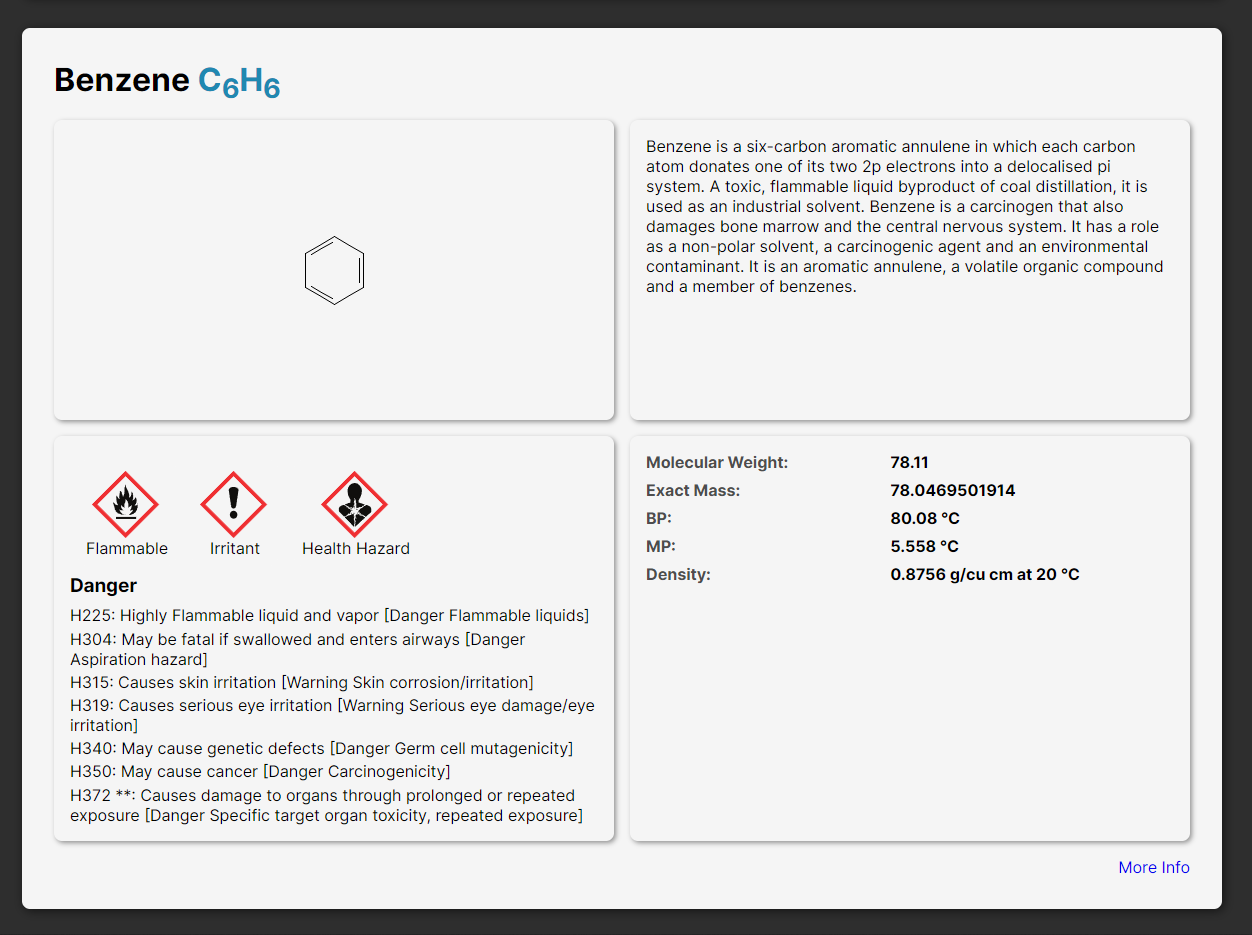 Benzene C6H6
Benzene is a six-carbon aromatic annulene in which each carbon
atom donates one of its two 2p electrons into a delocalised pi
system. A toxic, flammable liquid byproduct of coal distillation, it is
used as an industrial solvent. Benzene is a carcinogen that also
damages bone marrow and the central nervous system. It has a role
as a non-polar solvent, a carcinogenic agent and an environmental
contaminant. It is an aromatic annulene, a volatile organic compound
and a member of benzenes.
Flammable Irritant Health Hazard
Danger
H225: Highly Flammable liquid and vapor [Danger Flammable liquids]
H304: May be fatal if swallowed and enters airways [Danger
Aspiration hazard]
H315: Causes skin irritation [Warning Skin corrosion/irritation]
H319: Causes serious eye irritation [Warning Serious eye damage/eye
irritation]
H340: May cause genetic defects [Danger Germ cell mutagenicity]
H350: May cause cancer [Danger Carcinogenicity]
H372 **: Causes damage to organs through prolonged or repeated
exposure [Danger Specific target organ toxicity, repeated exposure]
Molecular Weight: 78.11
Exact Mass: 78.0469501914
BP: 80.08 °C
MP: 5.558 °C
Density: 0.8756 g/cu cm at 20 °C
More Info